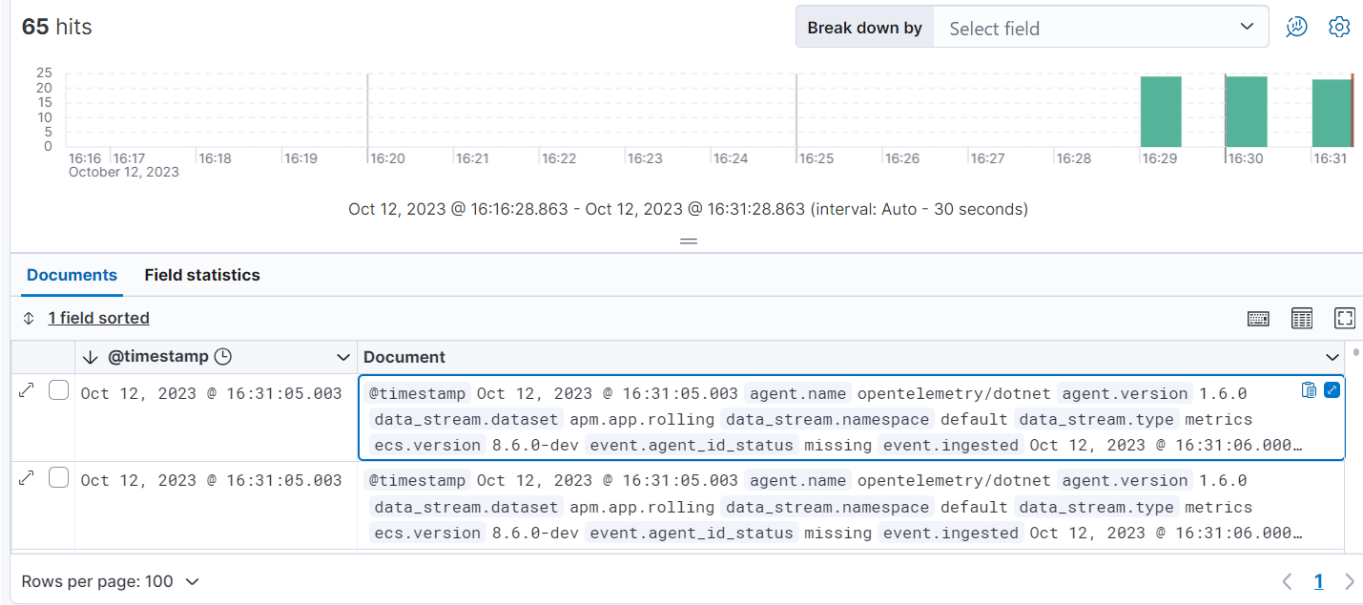 65 hits
Break down by Select field
25
20
15
10
5
0
16:16 16:17 16:18 16:19 16:20 16:21 16:22 16:23 16:24 16:25 16:26 16:27 16:28 16:29 16:30 16:31
October 12, 2023
Oct 12, 2023 @ 16:16:28.863 - Oct 12, 2023 @ 16:31:28.863 (interval: Auto - 30 seconds)
Documents Field statistics
1 field sorted
@timestamp Document
Oct 12, 2023 @ 16:31:05.003 @timestamp Oct 12, 2023 @ 16:31:05.003 agent.name opentelemetry/dotnet agent.version 1.6.0
data_stream.dataset apm.app.rolling data_stream.namespace default data_stream.type metrics
ecs.version 8.6.0-dev event.agent_id_status missing event.ingested Oct 12, 2023 @ 16:31:06.000…
Oct 12, 2023 @ 16:31:05.003 @timestamp Oct 12, 2023 @ 16:31:05.003 agent.name opentelemetry/dotnet agent.version 1.6.0
data_stream.dataset apm.app.rolling data_stream.namespace default data_stream.type metrics
ecs.version 8.6.0-dev event.agent_id_status missing event.ingested Oct 12, 2023 @ 16:31:06.000…
Rows per page: 100 1